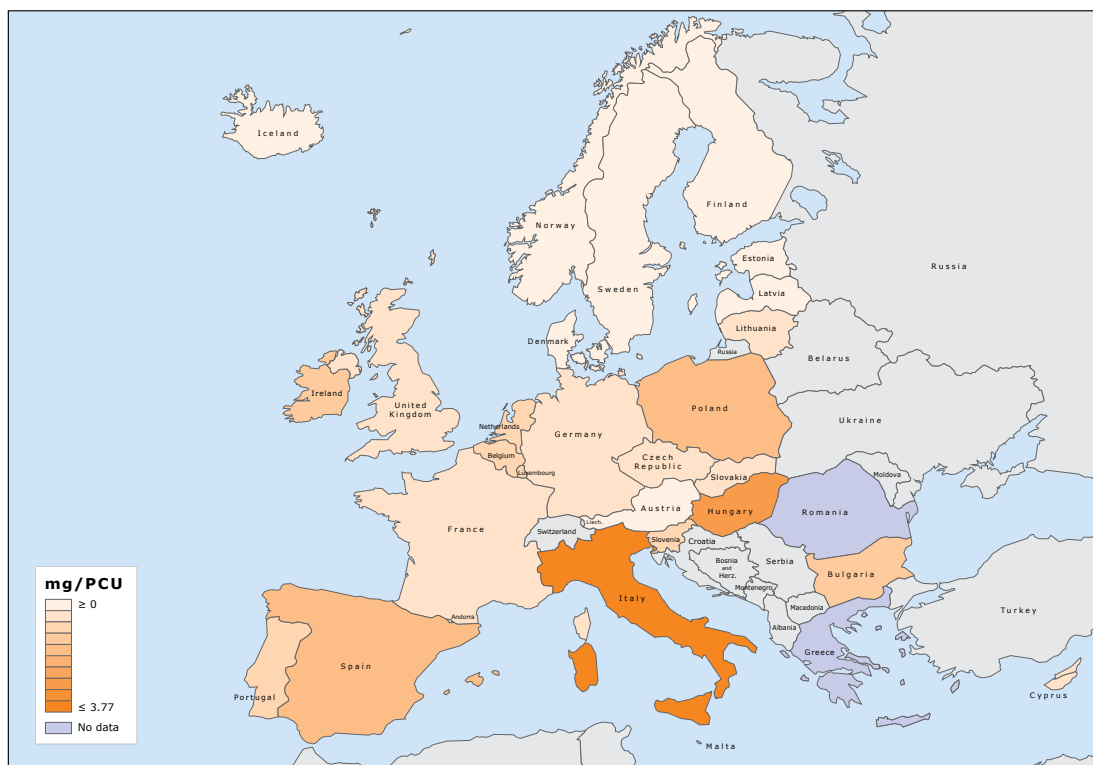 Iceland
Norway
Finland
Sweden
Estonia
Russia
Latvia
Lithuania
Denmark
Russia
Belarus
Ireland
United
Kingdom
Poland
Ukraine
Netherlands
Germany
Belgium
Czech
Republic
Luxembourg
Slovakia
Moldova
Austria
Hungary
Romania
France
Liech.
Switzerland
Slovenia
Croatia
Bosnia
and
Herz.
Serbia
Bulgaria
Montenegro
Italy
Macedonia
Turkey
Andorra
Albania
Greece
Spain
Portugal
Cyprus
Malta
mg/PCU
≥ 0
≤ 3.77
No data